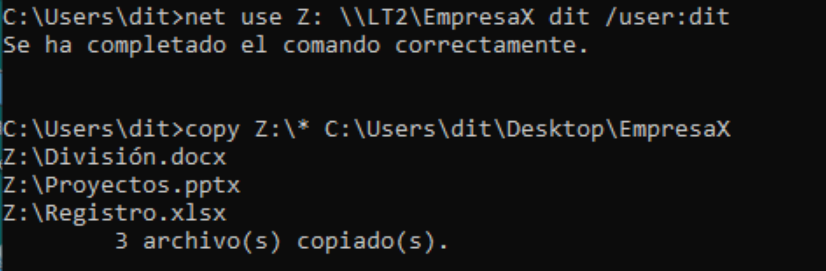 C:\Users\dit>net use Z: \\LT2\EmpresaX dit /user:dit
Se ha completado el comando correctamente.
C:\Users\dit>copy Z:\* C:\Users\dit\Desktop\EmpresaX
Z:\División.docx
Z:\Proyectos.pptx
Z:\Registro.xlsx
        3 archivo(s) copiado(s).